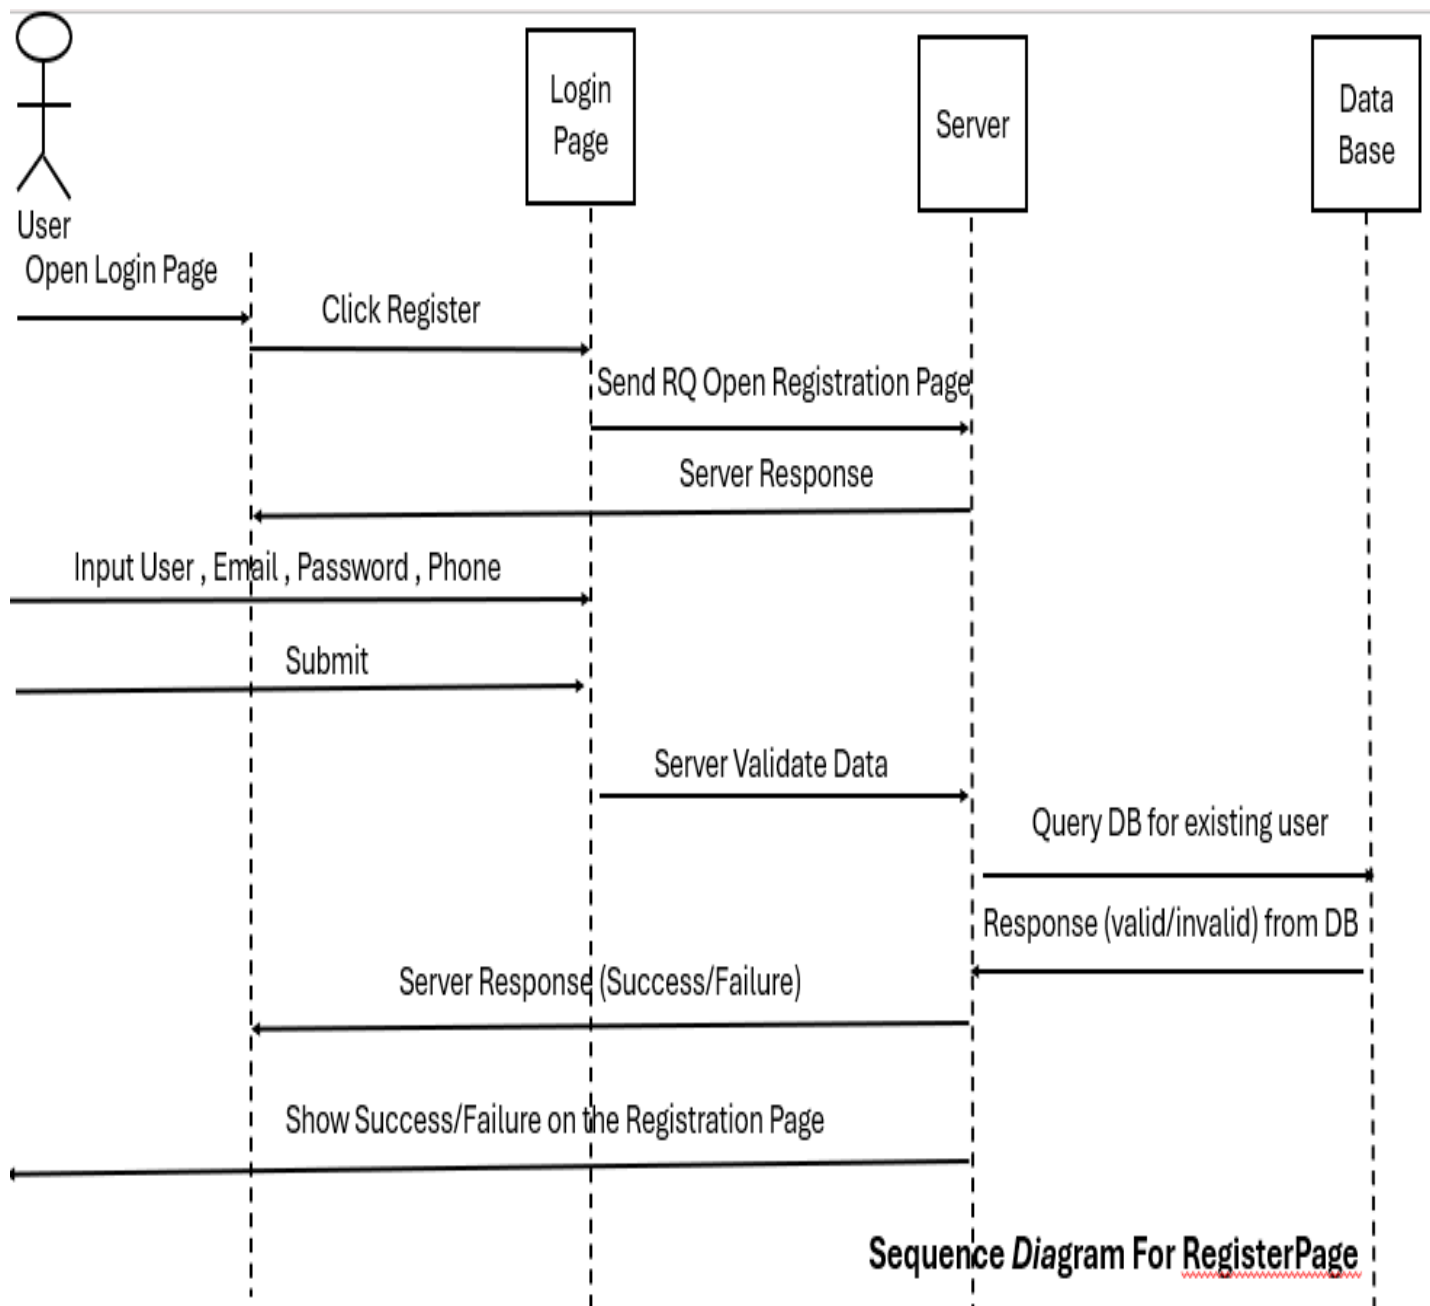 User
Login
Page
Server
Data
Base
Open Login Page
Click Register
Send RQ Open Registration Page
Server Response
Input User , Email , Password , Phone
Submit
Server Validate Data
Query DB for existing user
Response (valid/invalid) from DB
Server Response (Success/Failure)
Show Success/Failure on the Registration Page
Sequence Diagram For RegisterPage